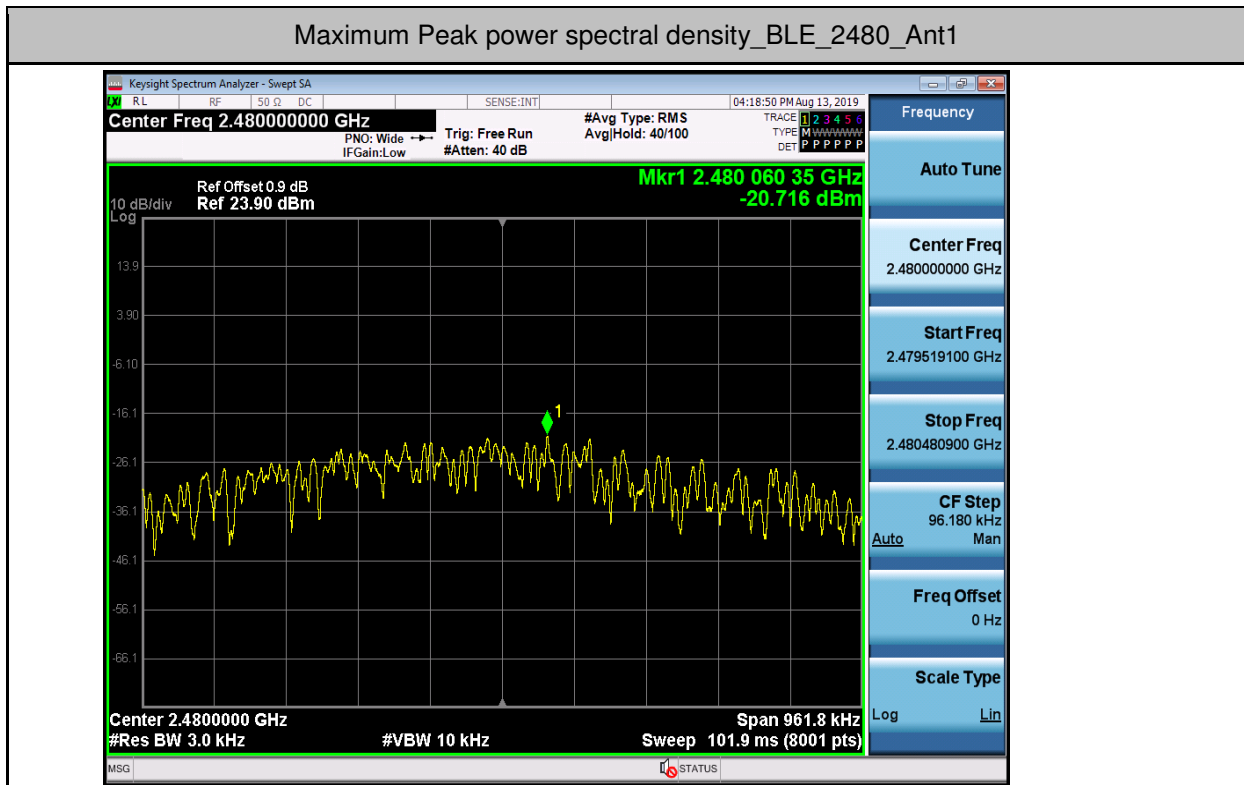 Maximum Peak power spectral density_BLE_2480_Ant1
Keysight Spectrum Analyzer - Swept SA
LXI RL RF 50 Ω DC SENSE:INT 04:18:50 PM Aug 13, 2019
Center Freq 2.480000000 GHz
PNO: Wide
IFGain:Low
Trig: Free Run
#Atten: 40 dB
#Avg Type: RMS
Avg|Hold: 40/100
TRACE 1 2 3 4 5 6
TYPE M WWWWW
DET P P P P P P
Mkr1 2.480 060 35 GHz
-20.716 dBm
Ref Offset 0.9 dB
10 dB/div Ref 23.90 dBm
Log
13.9
3.90
-6.10
-16.1
-26.1
-36.1
-46.1
-56.1
-66.1
1
Center 2.4800000 GHz Span 961.8 kHz
#Res BW 3.0 kHz #VBW 10 kHz Sweep 101.9 ms (8001 pts)
MSG STATUS
Frequency
Auto Tune
Center Freq
2.480000000 GHz
Start Freq
2.479519100 GHz
Stop Freq
2.480480900 GHz
CF Step
96.180 kHz
Auto Man
Freq Offset
0 Hz
Scale Type
Log Lin